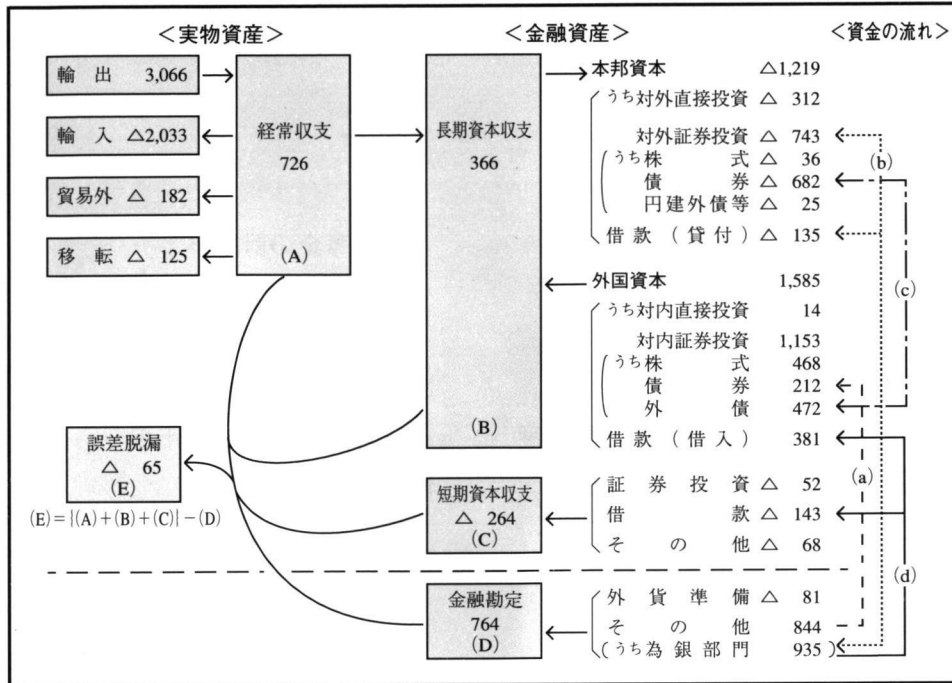 ＜実物資産＞
＜金融資産＞
＜資金の流れ＞
輸出 3,066
輸入 △2,033
貿易外 △ 182
移転 △ 125
経常収支
726
(A)
長期資本収支
366
(B)
本邦資本 △1,219
うち対外直接投資 △ 312
対外証券投資 △ 743
うち株式 △ 36
債券 △ 682
円建外債等 △ 25
借款（貸付） △ 135
外国資本 1,585
うち対内直接投資 14
対内証券投資 1,153
うち株式 468
債券 212
外債 472
借款（借入） 381
(b)
(c)
(a)
(d)
誤差脱漏
△ 65
(E)
(E)＝{(A)＋(B)＋(C)}－(D)
短期資本収支
△ 264
(C)
証券投資 △ 52
借款 △ 143
その他 △ 68
金融勘定
764
(D)
外貨準備 △ 81
その他 844
(うち為銀部門 935)